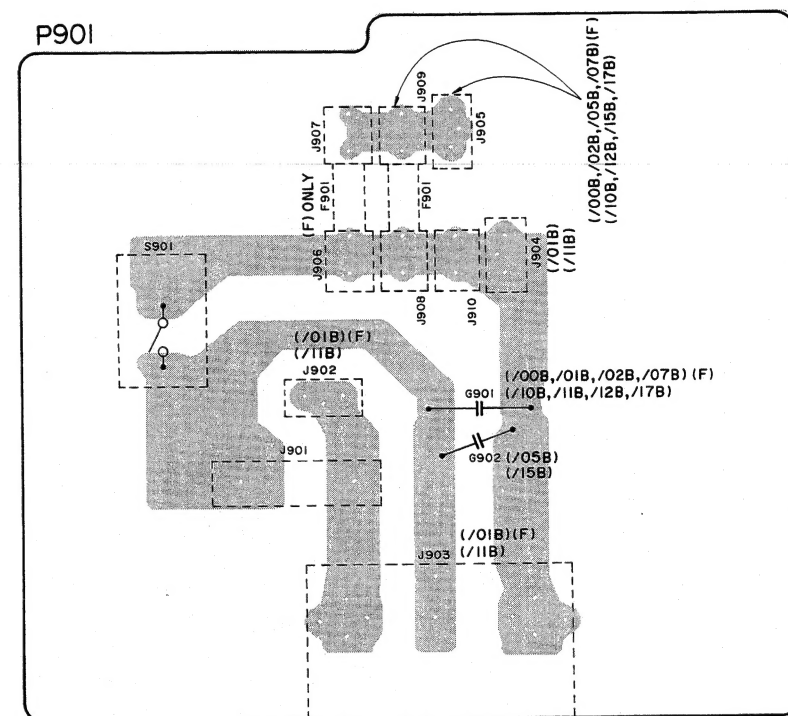 P901
J907
J909
J905
(/00B,/02B,/05B,/07B)(F)
(/10B,/12B,/15B,/17B)
(F) ONLY
F901
F901
S901
J906
J908
J910
J904
(/01B)
(/11B)
(/01B)(F)
(/11B)
J902
(/00B,/01B,/02B,/07B)(F)
G901
(/10B,/11B,/12B,/17B)
J901
G902
(/05B)
(/15B)
(/01B)(F)
J903
(/11B)